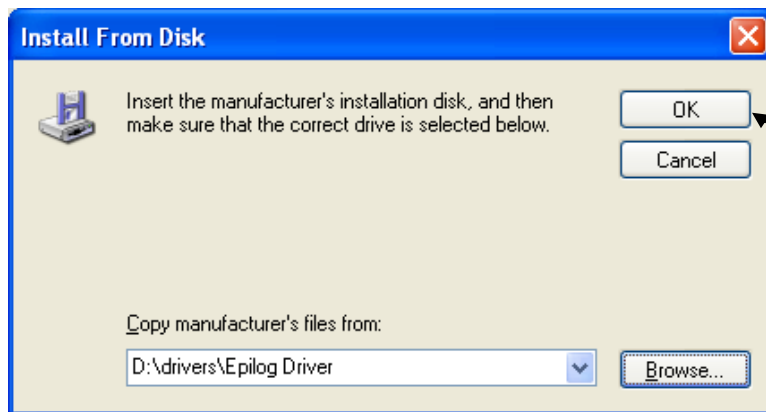 Install From Disk
Insert the manufacturer's installation disk, and then
make sure that the correct drive is selected below.
OK
Cancel
Copy manufacturer's files from:
D:\drivers\Epilog Driver
Browse...